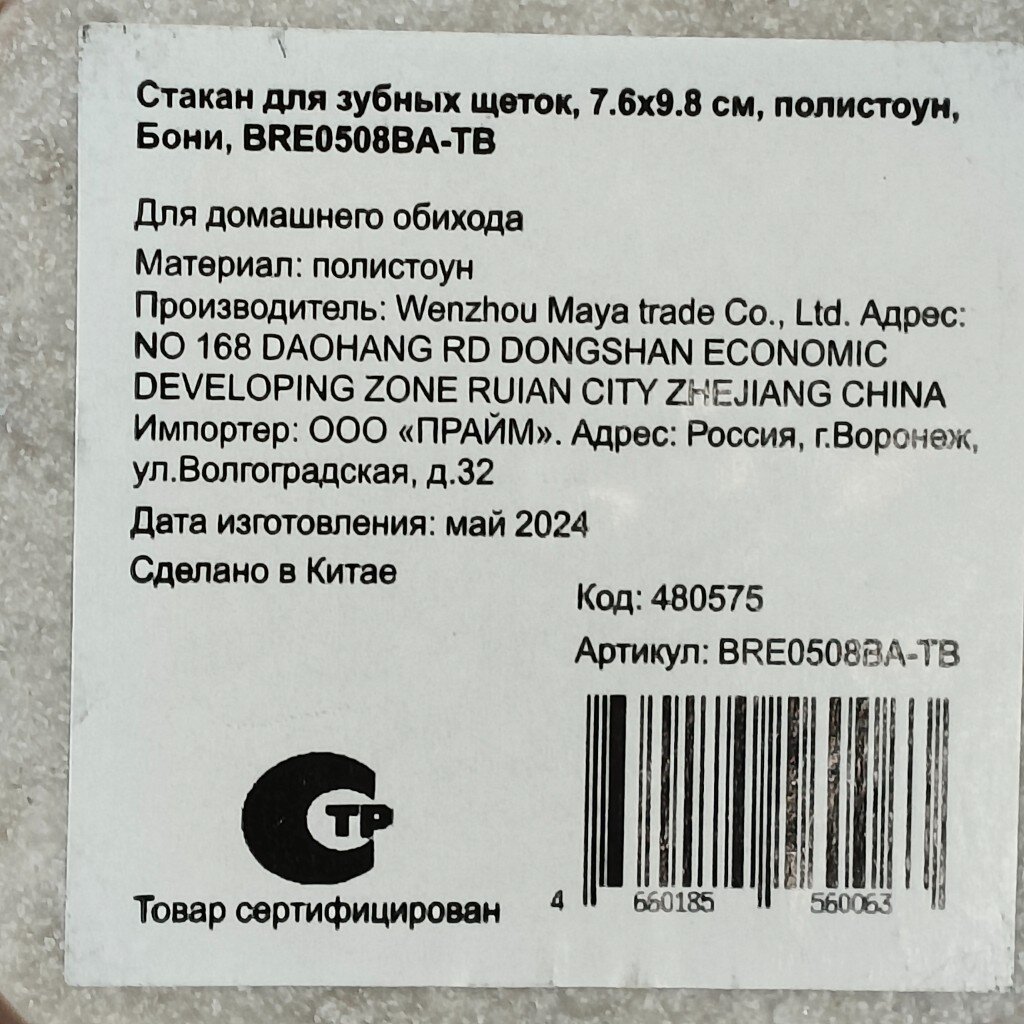 Стакан для зубных щеток, 7.6х9.8 см, полистоун,
Бони, BRE0508BA-TB
Для домашнего обихода
Материал: полистоун
Производитель: Wenzhou Maya trade Co., Ltd. Адрес:
NO 168 DAOHANG RD DONGSHAN ECONOMIC
DEVELOPING ZONE RUIAN CITY ZHEJIANG CHINA
Импортер: ООО «ПРАЙМ». Адрес: Россия, г.Воронеж,
ул.Волгоградская, д.32
Дата изготовления: май 2024
Сделано в Китае
Код: 480575
Артикул: BRE0508BA-TB
СТР
Товар сертифицирован
4 660185 560063